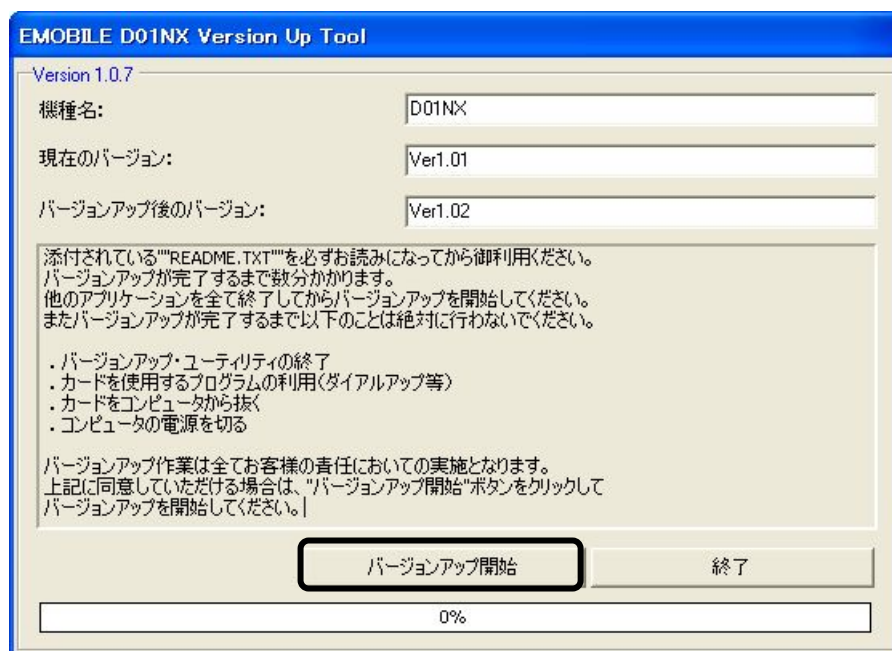 EMOBILE D01NX Version Up Tool
Version 1.0.7
機種名: D01NX
現在のバージョン: Ver1.01
バージョンアップ後のバージョン: Ver1.02
添付されている""README.TXT""を必ずお読みになってから御利用ください。
バージョンアップが完了するまで数分かかります。
他のアプリケーションを全て終了してからバージョンアップを開始してください。
またバージョンアップが完了するまで以下のことは絶対に行わないでください。
．バージョンアップ・ユーティリティの終了
．カードを使用するプログラムの利用(ダイアルアップ等)
．カードをコンピュータから抜く
．コンピュータの電源を切る
バージョンアップ作業は全てお客様の責任においての実施となります。
上記に同意していただける場合は、"バージョンアップ開始"ボタンをクリックして
バージョンアップを開始してください。
バージョンアップ開始 終了
0%